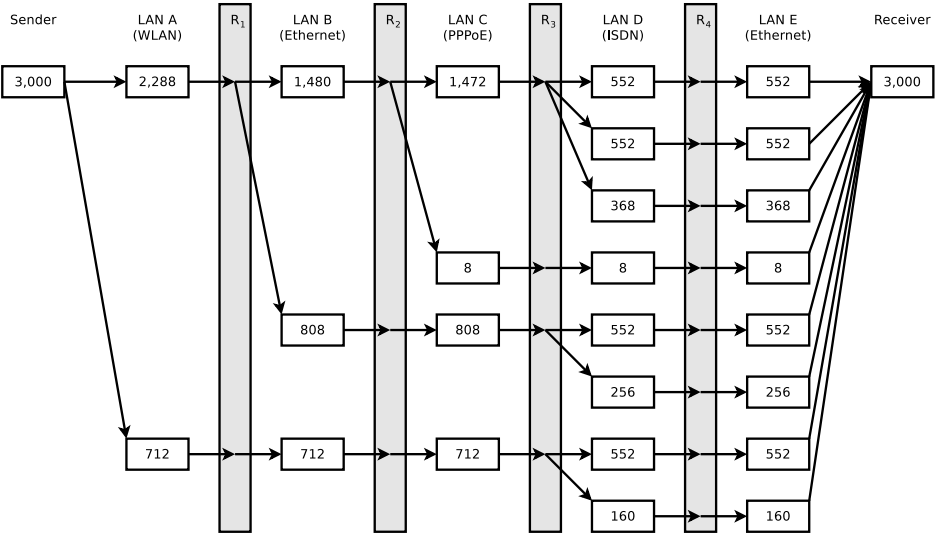 Sender LAN A R1 LAN B R2 LAN C R3 LAN D R4 LAN E Receiver
(WLAN) (Ethernet) (PPPoE) (ISDN) (Ethernet)
3,000 2,288 1,480 1,472 552 552 3,000
552 552
368 368
8 8 8
808 808 552 552
256 256
712 712 712 552 552
160 160